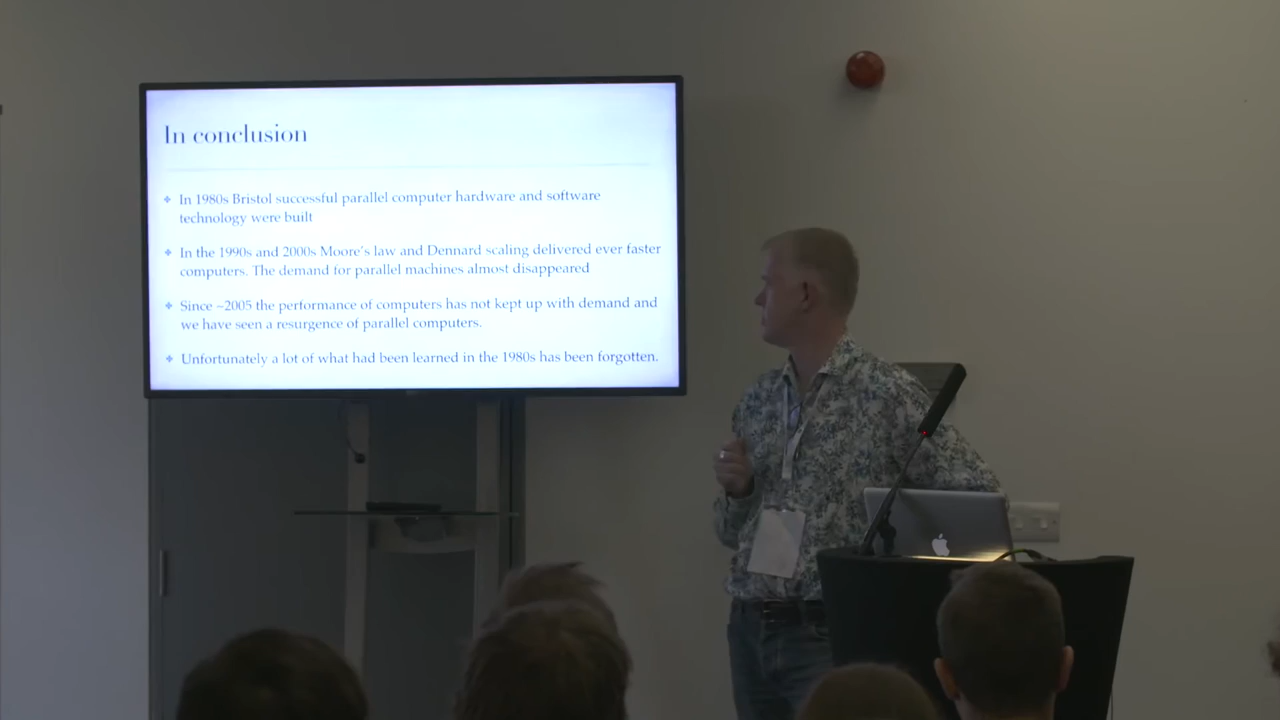 In conclusion
❖ In 1980s Bristol successful parallel computer hardware and software
technology were built
❖ In the 1990s and 2000s Moore's law and Dennard scaling delivered ever faster
computers. The demand for parallel machines almost disappeared
❖ Since ~2005 the performance of computers has not kept up with demand and
we have seen a resurgence of parallel computers.
❖ Unfortunately a lot of what had been learned in the 1980s has been forgotten.